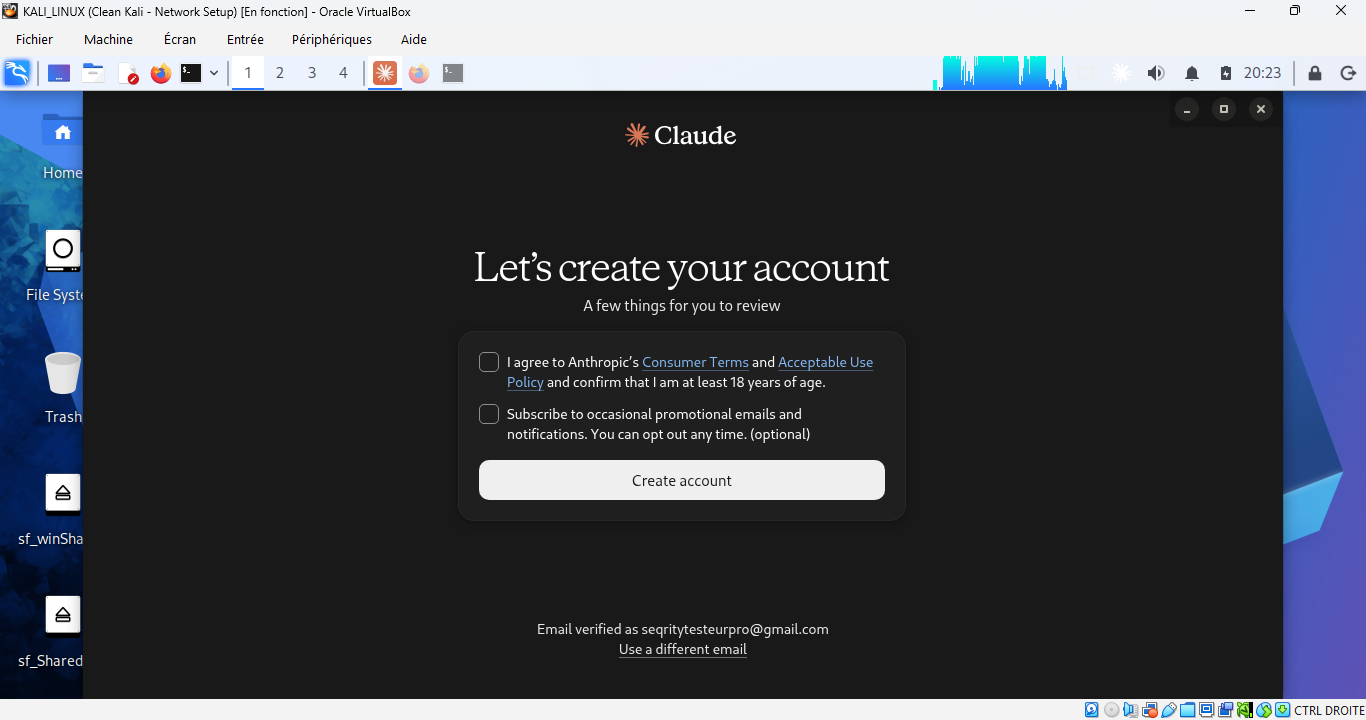 KALI_LINUX (Clean Kali - Network Setup) [En fonction] - Oracle VirtualBox
Fichier Machine Écran Entrée Périphériques Aide
1 2 3 4 20:23
Claude
Home
File Syste
Trash
sf_winSha
sf_Shared
Let's create your account
A few things for you to review
I agree to Anthropic's Consumer Terms and Acceptable Use
Policy and confirm that I am at least 18 years of age.
Subscribe to occasional promotional emails and
notifications. You can opt out any time. (optional)
Create account
Email verified as seqritytesteurpro@gmail.com
Use a different email
CTRL DROITE